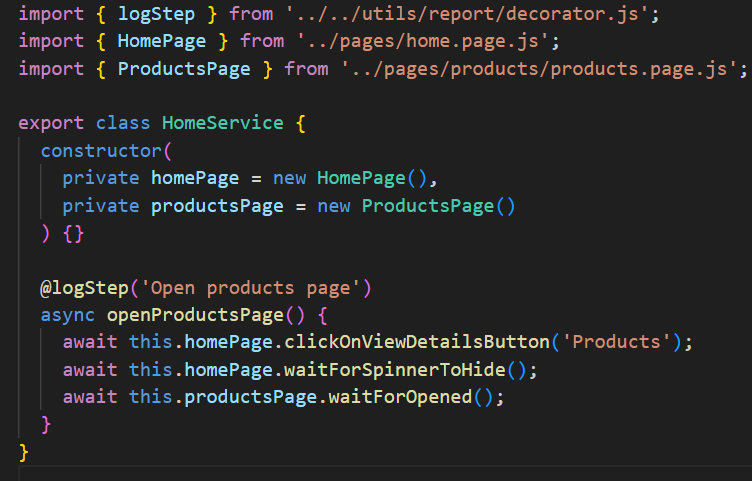 import { logStep } from '../../utils/report/decorator.js';
import { HomePage } from '../pages/home.page.js';
import { ProductsPage } from '../pages/products/products.page.js';

export class HomeService {
  constructor(
    private homePage = new HomePage(),
    private productsPage = new ProductsPage()
  ) {}

  @logStep('Open products page')
  async openProductsPage() {
    await this.homePage.clickOnViewDetailsButton('Products');
    await this.homePage.waitForSpinnerToHide();
    await this.productsPage.waitForOpened();
  }
}